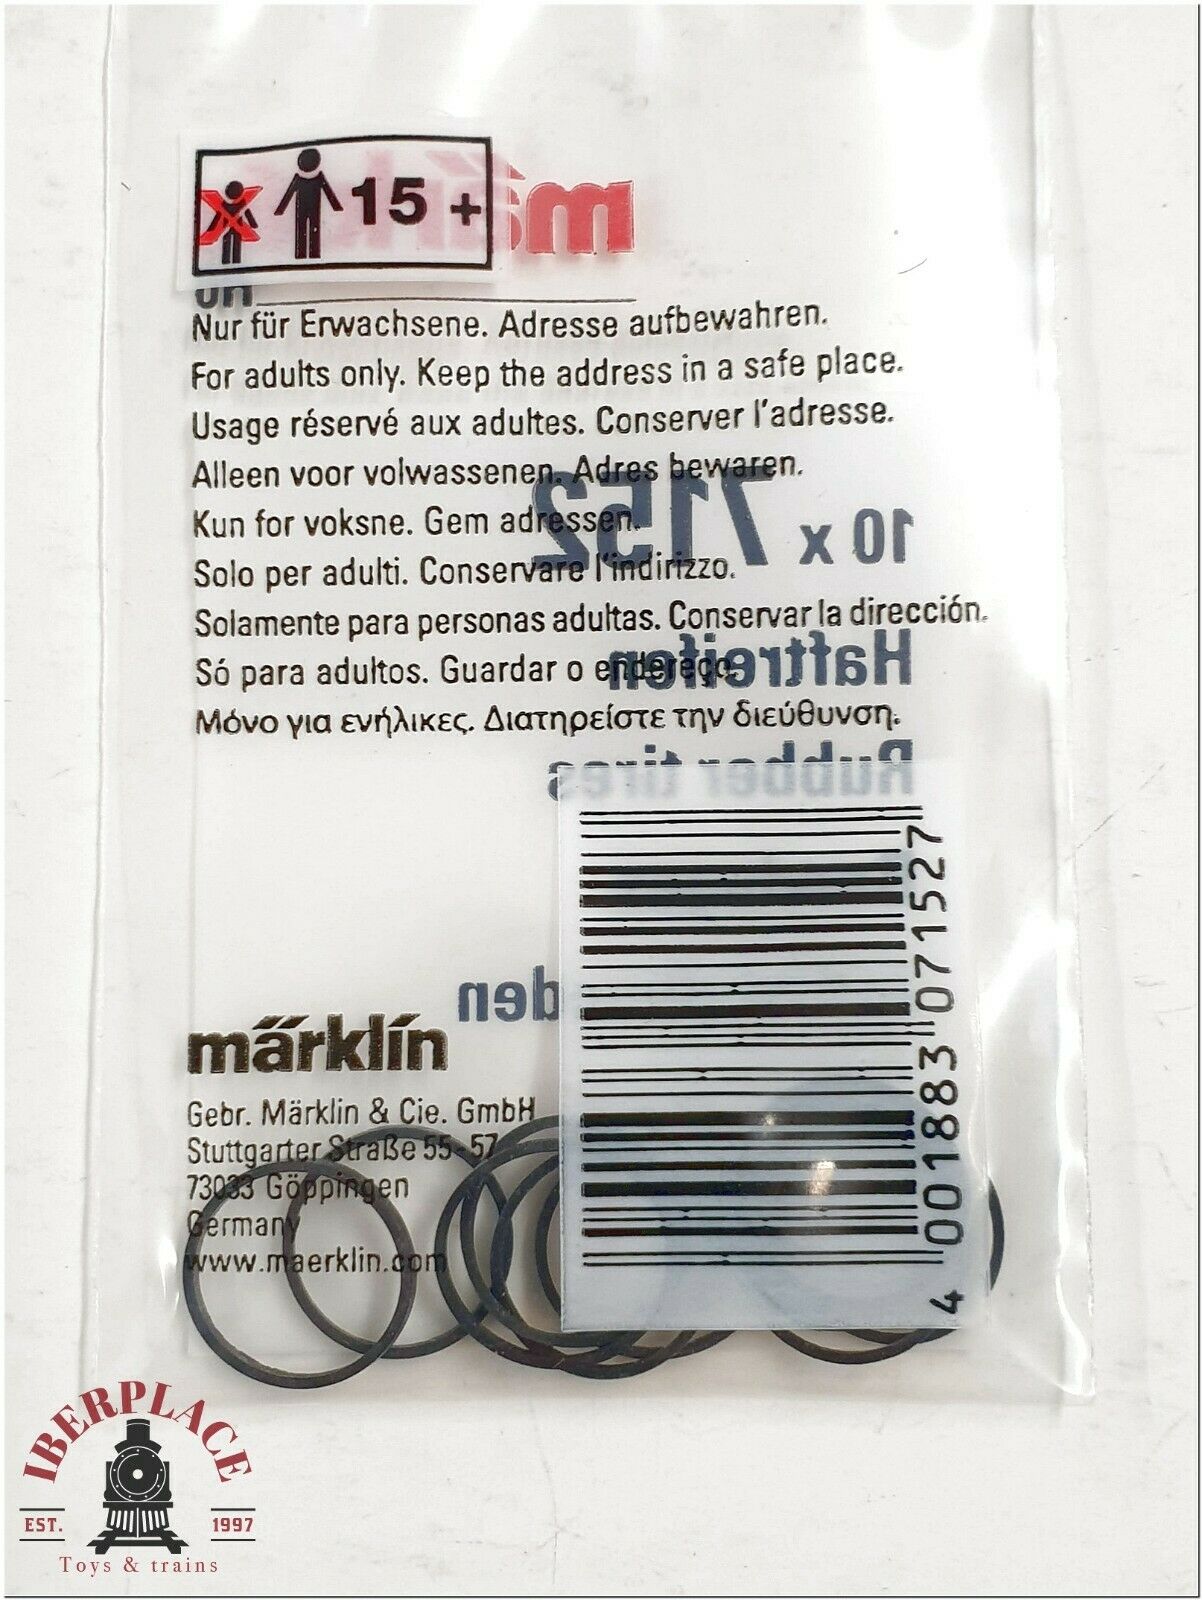 15 +
H0
Nur für Erwachsene. Adresse aufbewahren.
For adults only. Keep the address in a safe place.
Usage réservé aux adultes. Conserver l'adresse.
Alleen voor volwassenen. Adres bewaren.
Kun for voksne. Gem adressen.
Solo per adulti. Conservare l'indirizzo.
Solamente para personas adultas. Conservar la dirección.
Só para adultos. Guardar o endereço.
Μόνο για ενήλικες. Διατηρείστε την διεύθυνση.
10 x 7152
Haftreifen
Rubber tires
4 001883 071527
märklín
Gebr. Märklin & Cie. GmbH
Stuttgarter Straße 55-57
73033 Göppingen
Germany
www.maerklin.com
IBERPLACE
EST. 1997
Toys & trains